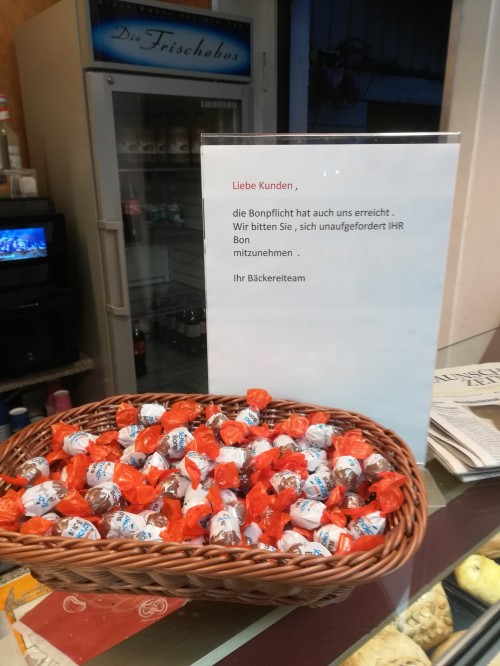 Die Frischebox
LIEBHERR
Liebe Kunden ,
die Bonpflicht hat auch uns erreicht .
Wir bitten Sie , sich unaufgefordert IHR
Bon
mitzunehmen  .
Ihr Bäckereiteam